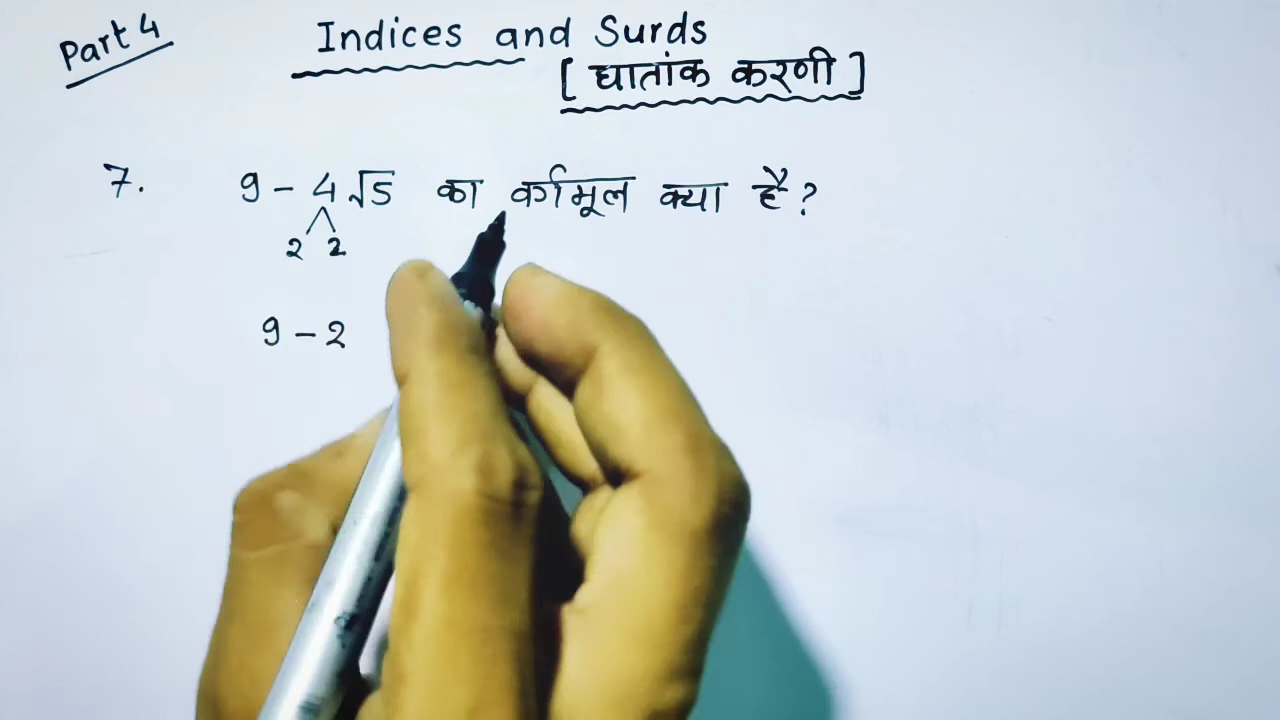 Part 4
Indices and Surds
[घातांक करणी]
7. 9 - 4√5 का वर्गमूल क्या है?
2 2
9 - 2